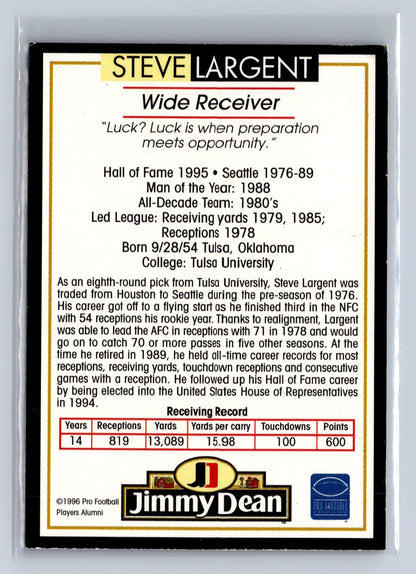 STEVE LARGENT
Wide Receiver
"Luck? Luck is when preparation
meets opportunity."
Hall of Fame 1995 • Seattle 1976-89
Man of the Year: 1988
All-Decade Team: 1980's
Led League: Receiving yards 1979, 1985;
Receptions 1978
Born 9/28/54 Tulsa, Oklahoma
College: Tulsa University
As an eighth-round pick from Tulsa University, Steve Largent was
traded from Houston to Seattle during the pre-season of 1976.
His career got off to a flying start as he finished third in the NFC
with 54 receptions his rookie year. Thanks to realignment, Largent
was able to lead the AFC in receptions with 71 in 1978 and would
go on to catch 70 or more passes in five other seasons. At the
time he retired in 1989, he held all-time career records for most
receptions, receiving yards, touchdown receptions and consecutive
games with a reception. He followed up his Hall of Fame career
by being elected into the United States House of Representatives
in 1994.
Receiving Record
Years Receptions Yards Yards per carry Touchdowns Points
14 819 13,089 15.98 100 600
JD
Jimmy Dean
©1996 Pro Football
Players Alumni
PRO FOOTBALL